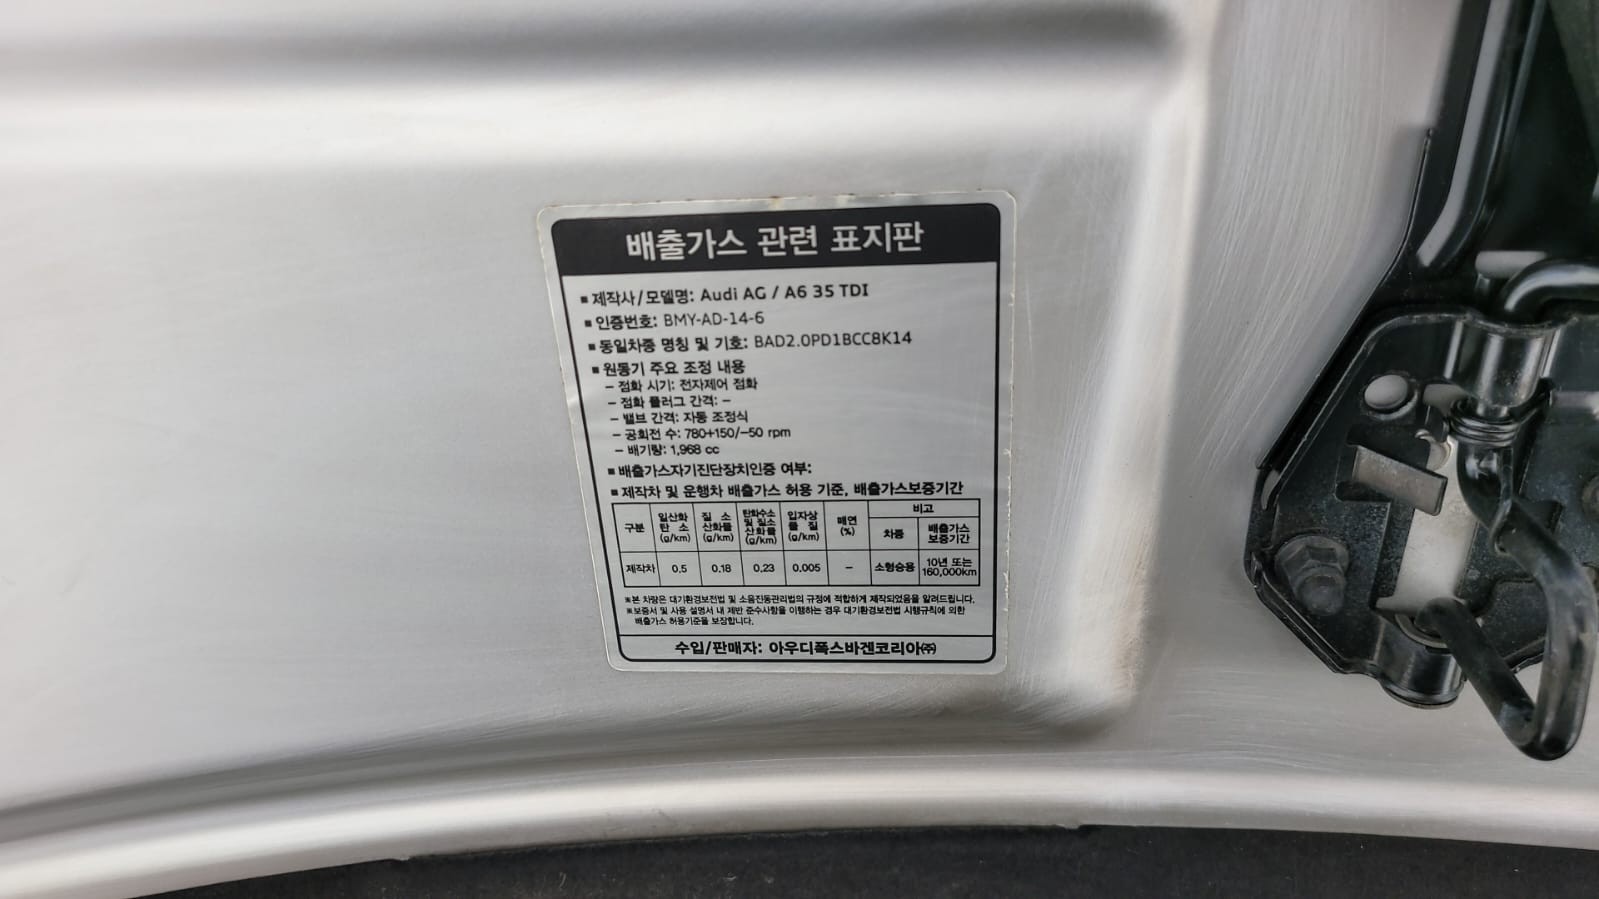 배출가스 관련 표지판
▪ 제작사/모델명: Audi AG / A6 35 TDI
▪ 인증번호: BMY-AD-14-6
▪ 동일차종 명칭 및 기호: BAD2.0PD1BCC8K14
▪ 원동기 주요 조정 내용
– 점화 시기: 전자제어 점화
– 점화 플러그 간격: –
– 밸브 간격: 자동 조정식
– 공회전 수: 780+150/–50 rpm
– 배기량: 1,968 cc
▪ 배출가스자기진단장치인증 여부:
▪ 제작차 및 운행차 배출가스 허용 기준, 배출가스보증기간
구분 일산화탄소(g/km) 질소산화물(g/km) 탄화수소 및 질소산화물(g/km) 입자상물질(g/km) 매연(%) 비고
차종 배출가스보증기간
제작차 0.5 0.18 0.23 0.005 – 소형승용 10년 또는 160,000km
※본 차량은 대기환경보전법 및 소음진동관리법의 규정에 적합하게 제작되었음을 알려드립니다.
※보증서 및 사용 설명서 내 제반 준수사항을 이행하는 경우 대기환경보전법 시행규칙에 의한
배출가스 허용기준을 보장합니다.
수입/판매자: 아우디폭스바겐코리아㈜